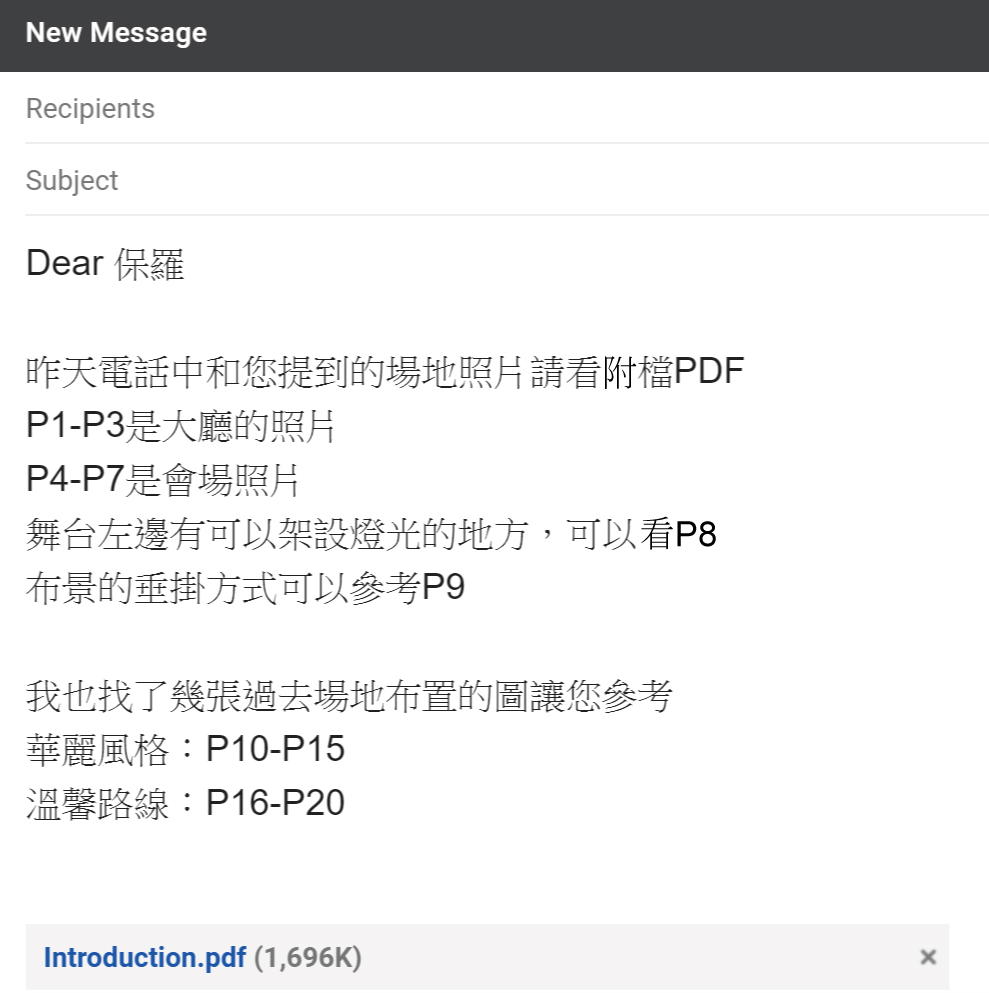 New Message
Recipients
Subject
Dear 保羅
昨天電話中和您提到的場地照片請看附檔PDF
P1-P3是大廳的照片
P4-P7是會場照片
舞台左邊有可以架設燈光的地方，可以看P8
布景的垂掛方式可以參考P9
我也找了幾張過去場地布置的圖讓您參考
華麗風格：P10-P15
溫馨路線：P16-P20
Introduction.pdf (1,696K)